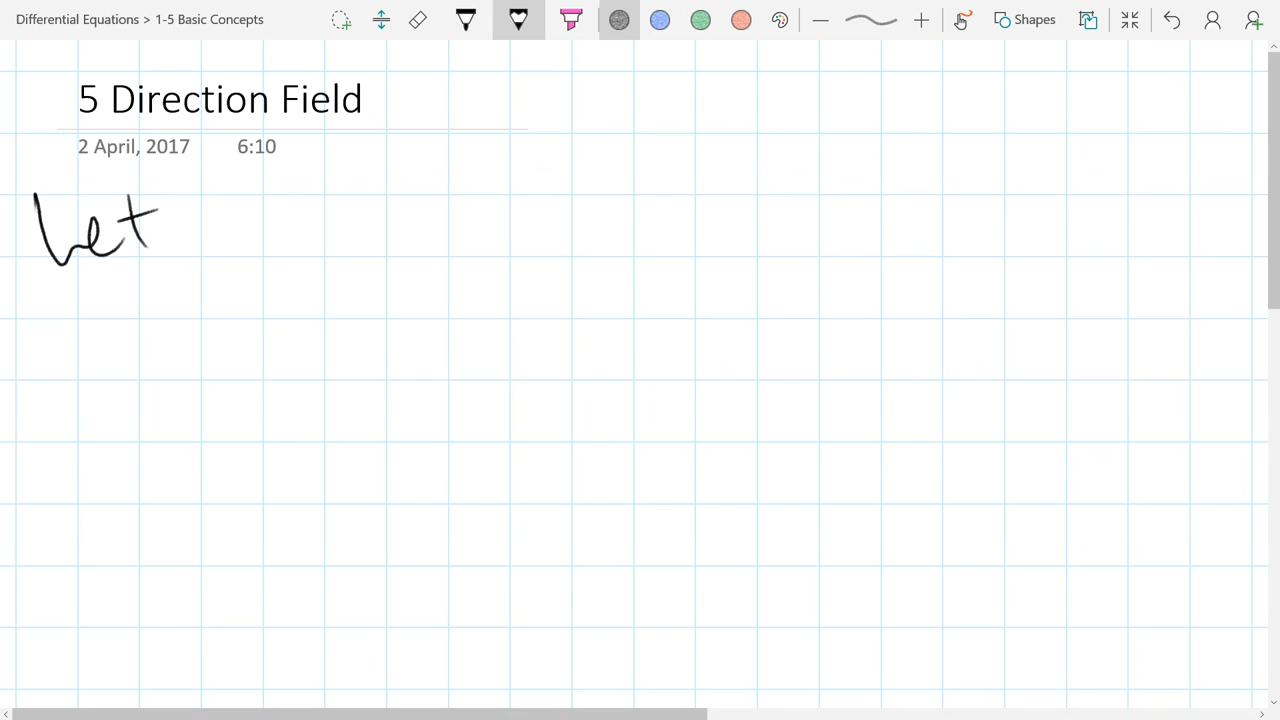 Differential Equations > 1-5 Basic Concepts
Shapes
5 Direction Field
2 April, 2017 6:10
Let